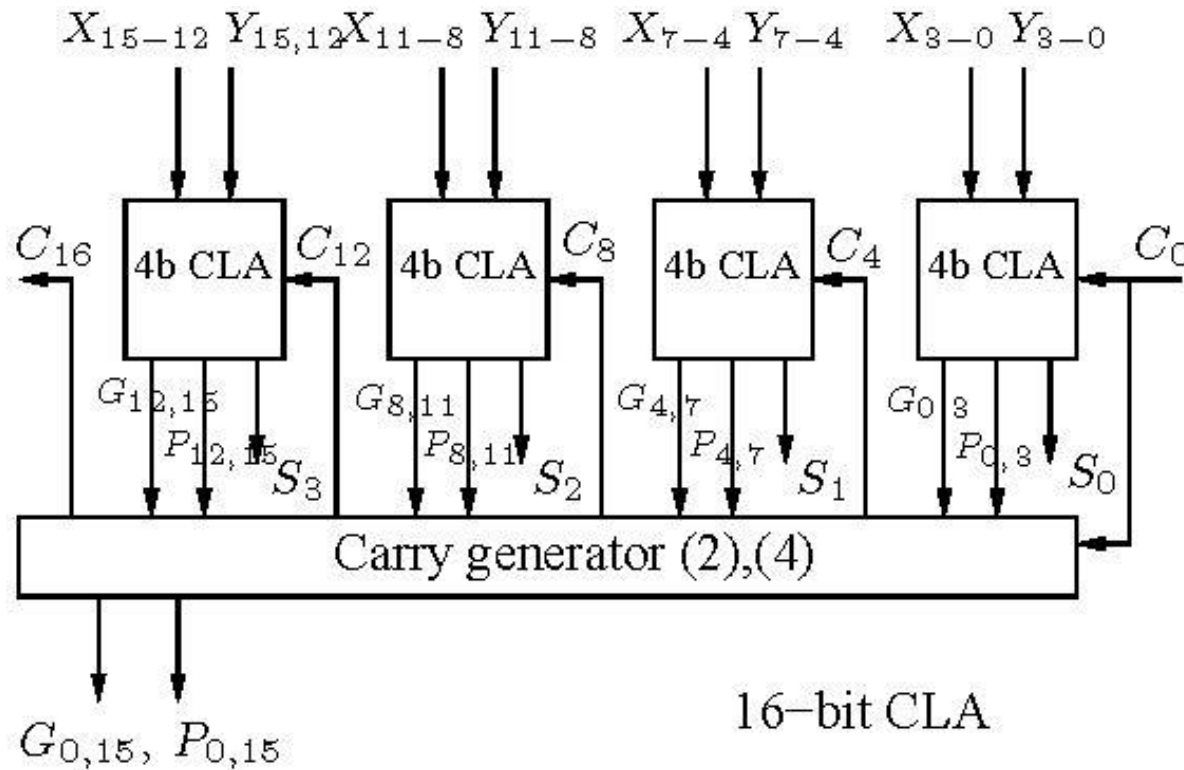 X15−12 Y15,12 X11−8 Y11−8 X7−4 Y7−4 X3−0 Y3−0
C16 4b CLA C12 4b CLA C8 4b CLA C4 4b CLA C0
G12,15 G8,11 G4,7 G0,3
P12,15 P8,11 P4,7 P0,3
S3 S2 S1 S0
Carry generator (2),(4)
16−bit CLA
G0,15, P0,15